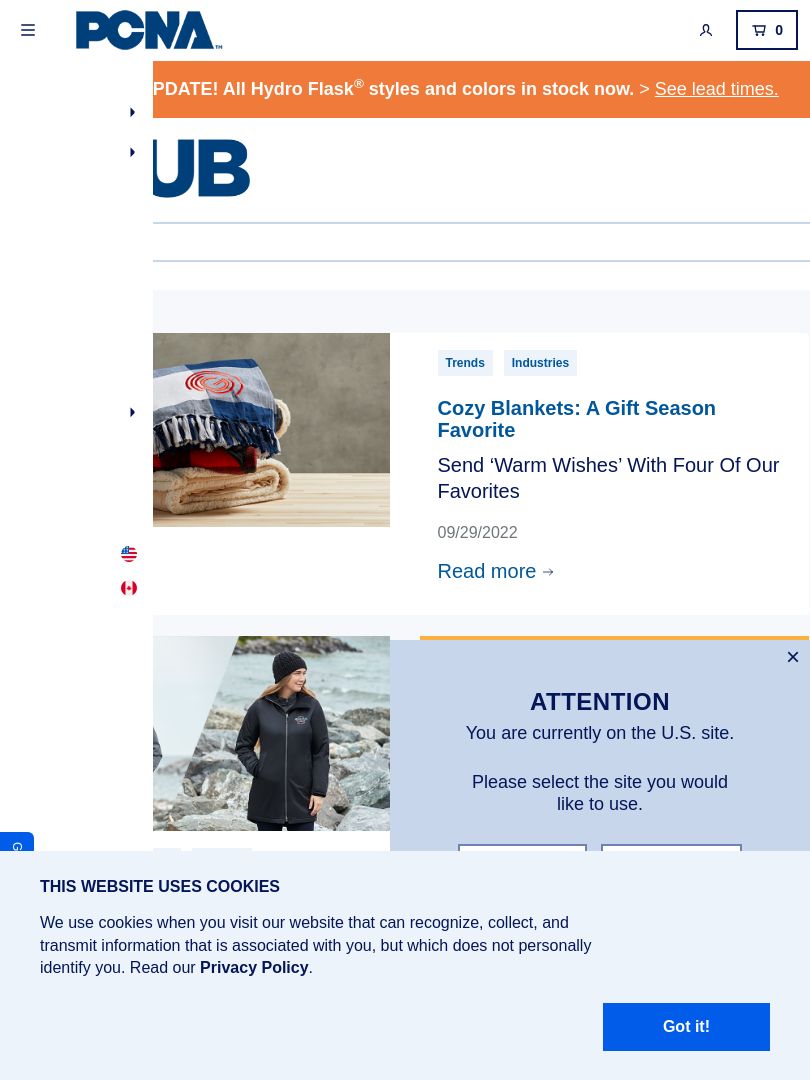 PCNA™
0
PDATE! All Hydro Flask® styles and colors in stock now. > See lead times.
UB
Trends Industries
Cozy Blankets: A Gift Season
Favorite
Send ‘Warm Wishes’ With Four Of Our
Favorites
09/29/2022
Read more
ATTENTION
You are currently on the U.S. site.
Please select the site you would
like to use.
G
THIS WEBSITE USES COOKIES
We use cookies when you visit our website that can recognize, collect, and
transmit information that is associated with you, but which does not personally
identify you. Read our Privacy Policy.
Got it!